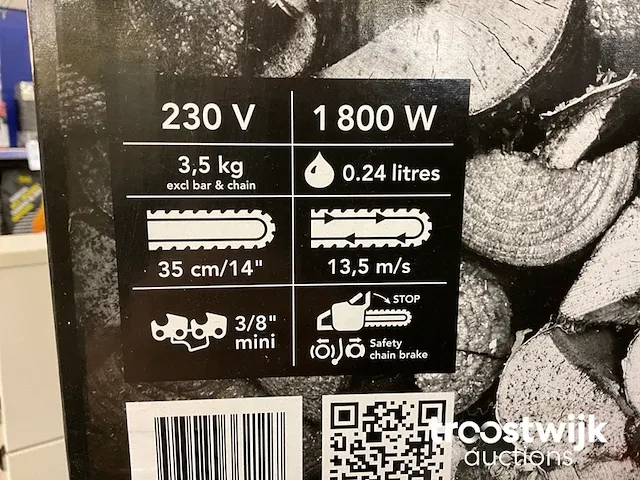 230 V
1 800 W
3,5 kg
excl bar & chain
0.24 litres
35 cm/14"
13,5 m/s
3/8"
mini
STOP
Safety
chain brake
troostwijk
auctions